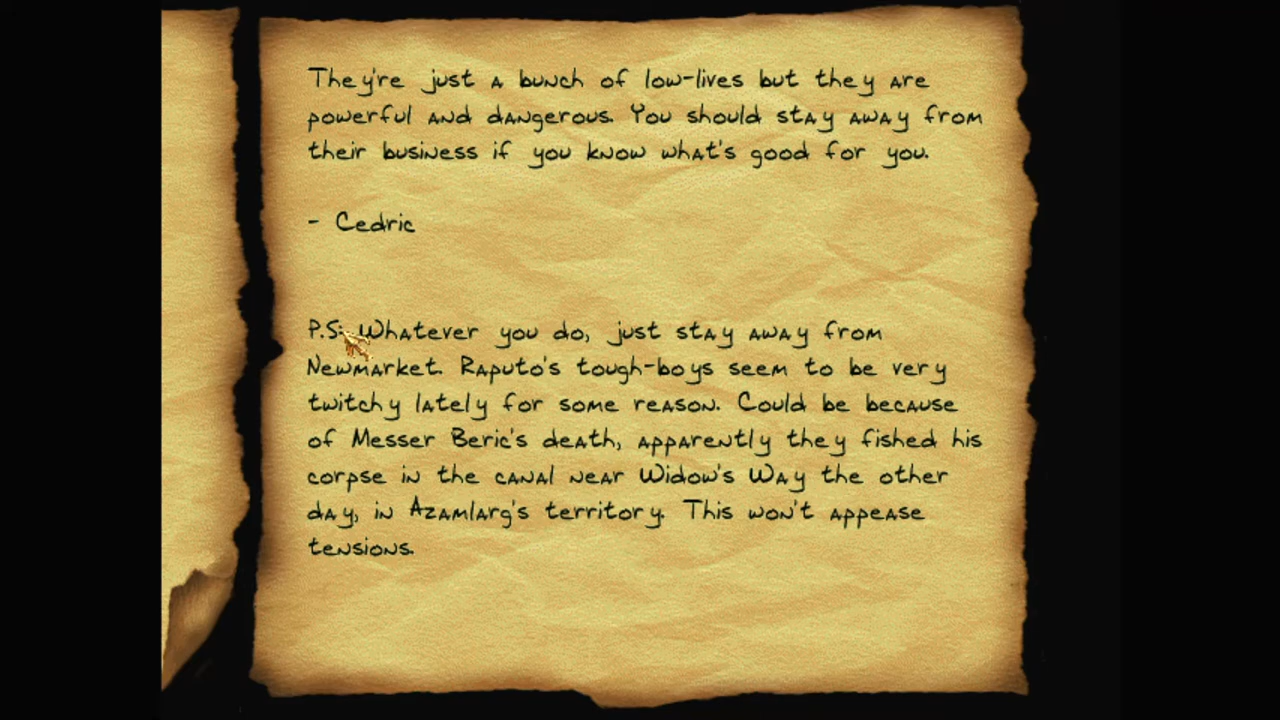 They're just a bunch of low-lives but they are
powerful and dangerous. You should stay away from
their business if you know what's good for you.
- Cedric
P.S: Whatever you do, just stay away from
Newmarket. Raputo's tough-boys seem to be very
twitchy lately for some reason. Could be because
of Messer Beric's death, apparently they fished his
corpse in the canal near Widow's Way the other
day, in Azamlarg's territory. This won't appease
tensions.